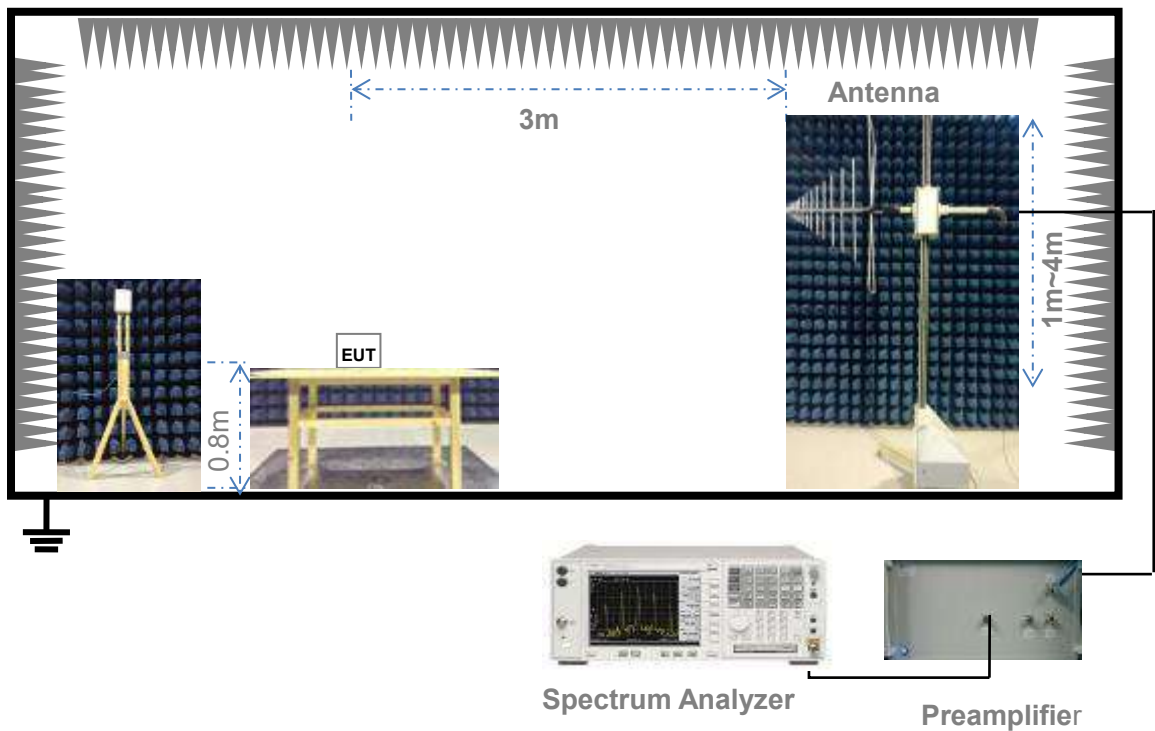 Antenna
3m
1m~4m
EUT
0.8m
Spectrum Analyzer
Preamplifier